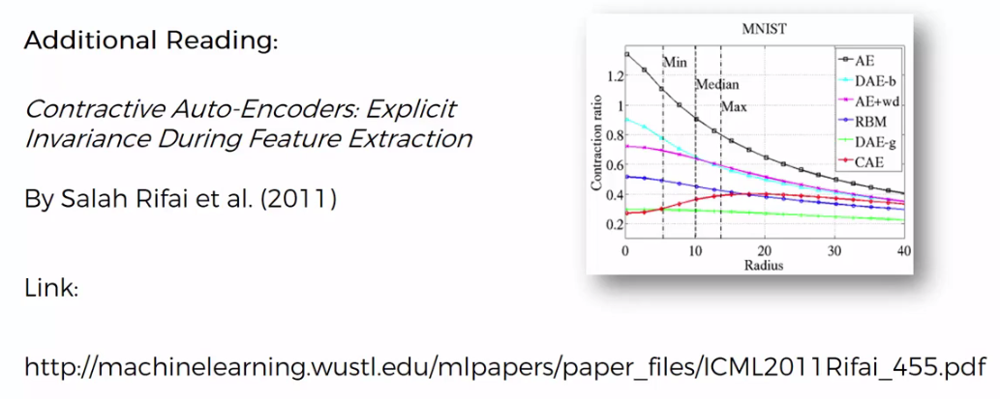 Additional Reading:
Contractive Auto-Encoders: Explicit
Invariance During Feature Extraction
By Salah Rifai et al. (2011)
Link:
http://machinelearning.wustl.edu/mlpapers/paper_files/ICML2011Rifai_455.pdf
MNIST
Contraction ratio
1.2
1
0.8
0.6
0.4
0.2
Min
Median
Max
AE
DAE-b
AE+wd
RBM
DAE-g
CAE
0 10 20 30 40
Radius